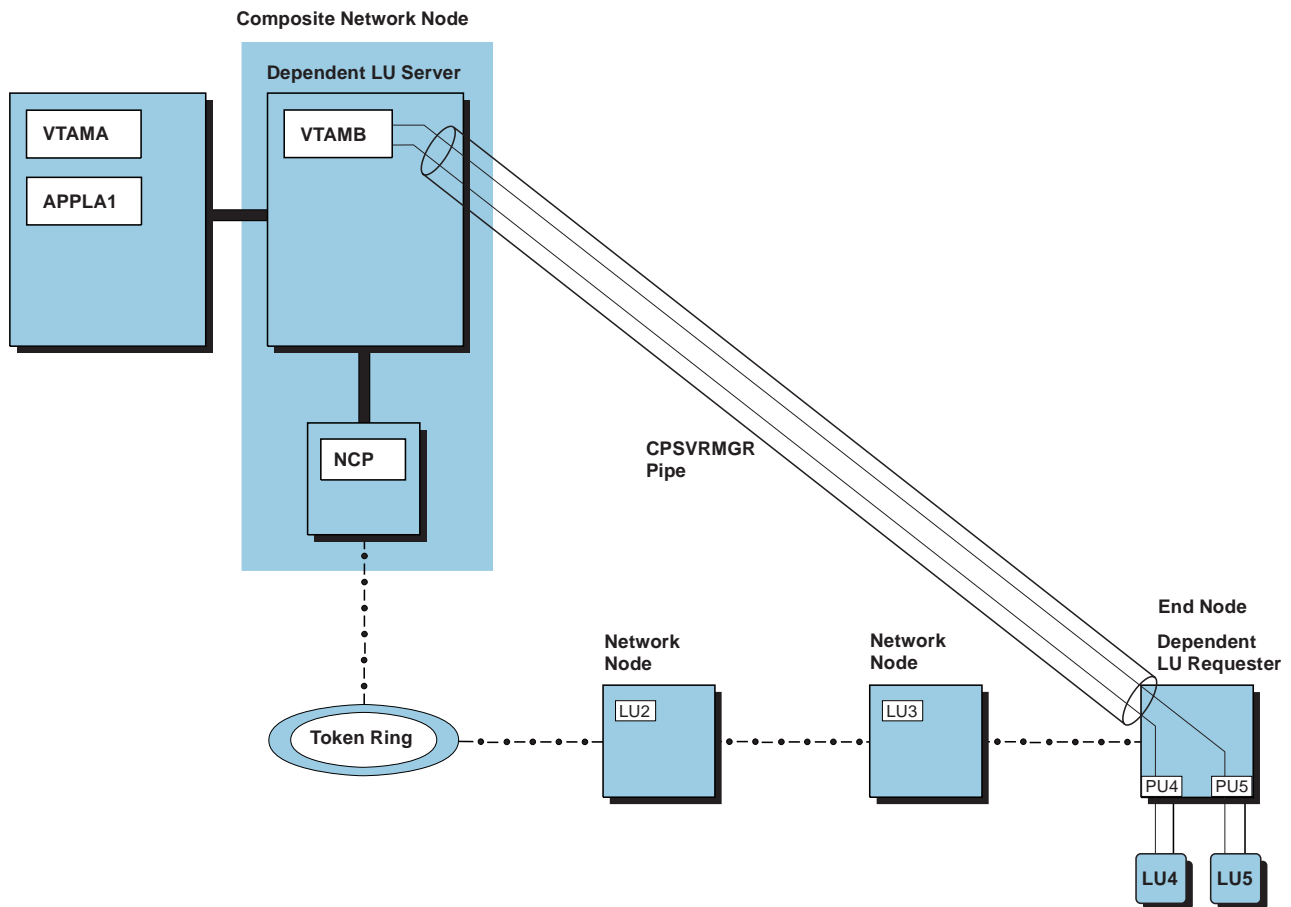 Composite Network Node
Dependent LU Server
VTAMA
APPLA1
VTAMB
NCP
CPSVRMGR
Pipe
Token Ring
Network
Node
LU2
Network
Node
LU3
End Node
Dependent
LU Requester
PU4
PU5
LU4
LU5